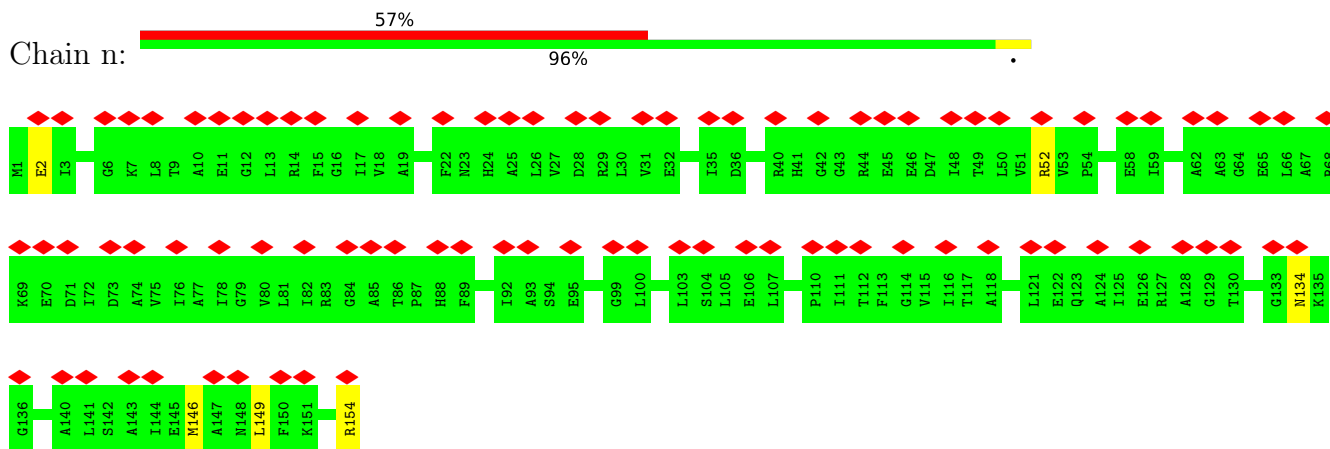 57%
Chain n:
96%
.
M1 E2 I3 G6 K7 L8 T9 A10 E11 G12 L13 R14 F15 G16 I17 V18 A19 F22 N23 H24 A25 L26 V27 D28 R29 L30 V31 E32 I35 D36 R40 H41 G42 G43 R44 E45 E46 D47 I48 T49 L50 V51 R52 V53 P54 E58 I59 A62 A63 G64 E65 L66 A67 R68
K69 E70 D71 I72 D73 A74 V75 I76 A77 I78 G79 V80 L81 I82 R83 G84 A85 T86 P87 H88 F89 I92 A93 S94 E95 G99 L100 L103 S104 L105 E106 L107 P110 I111 T112 F113 G114 V115 I116 T117 A118 L121 E122 Q123 A124 I125 E126 R127 A128 G129 T130 G133 N134 K135
G136 A140 L141 S142 A143 I144 E145 M146 A147 N148 L149 F150 K151 R154